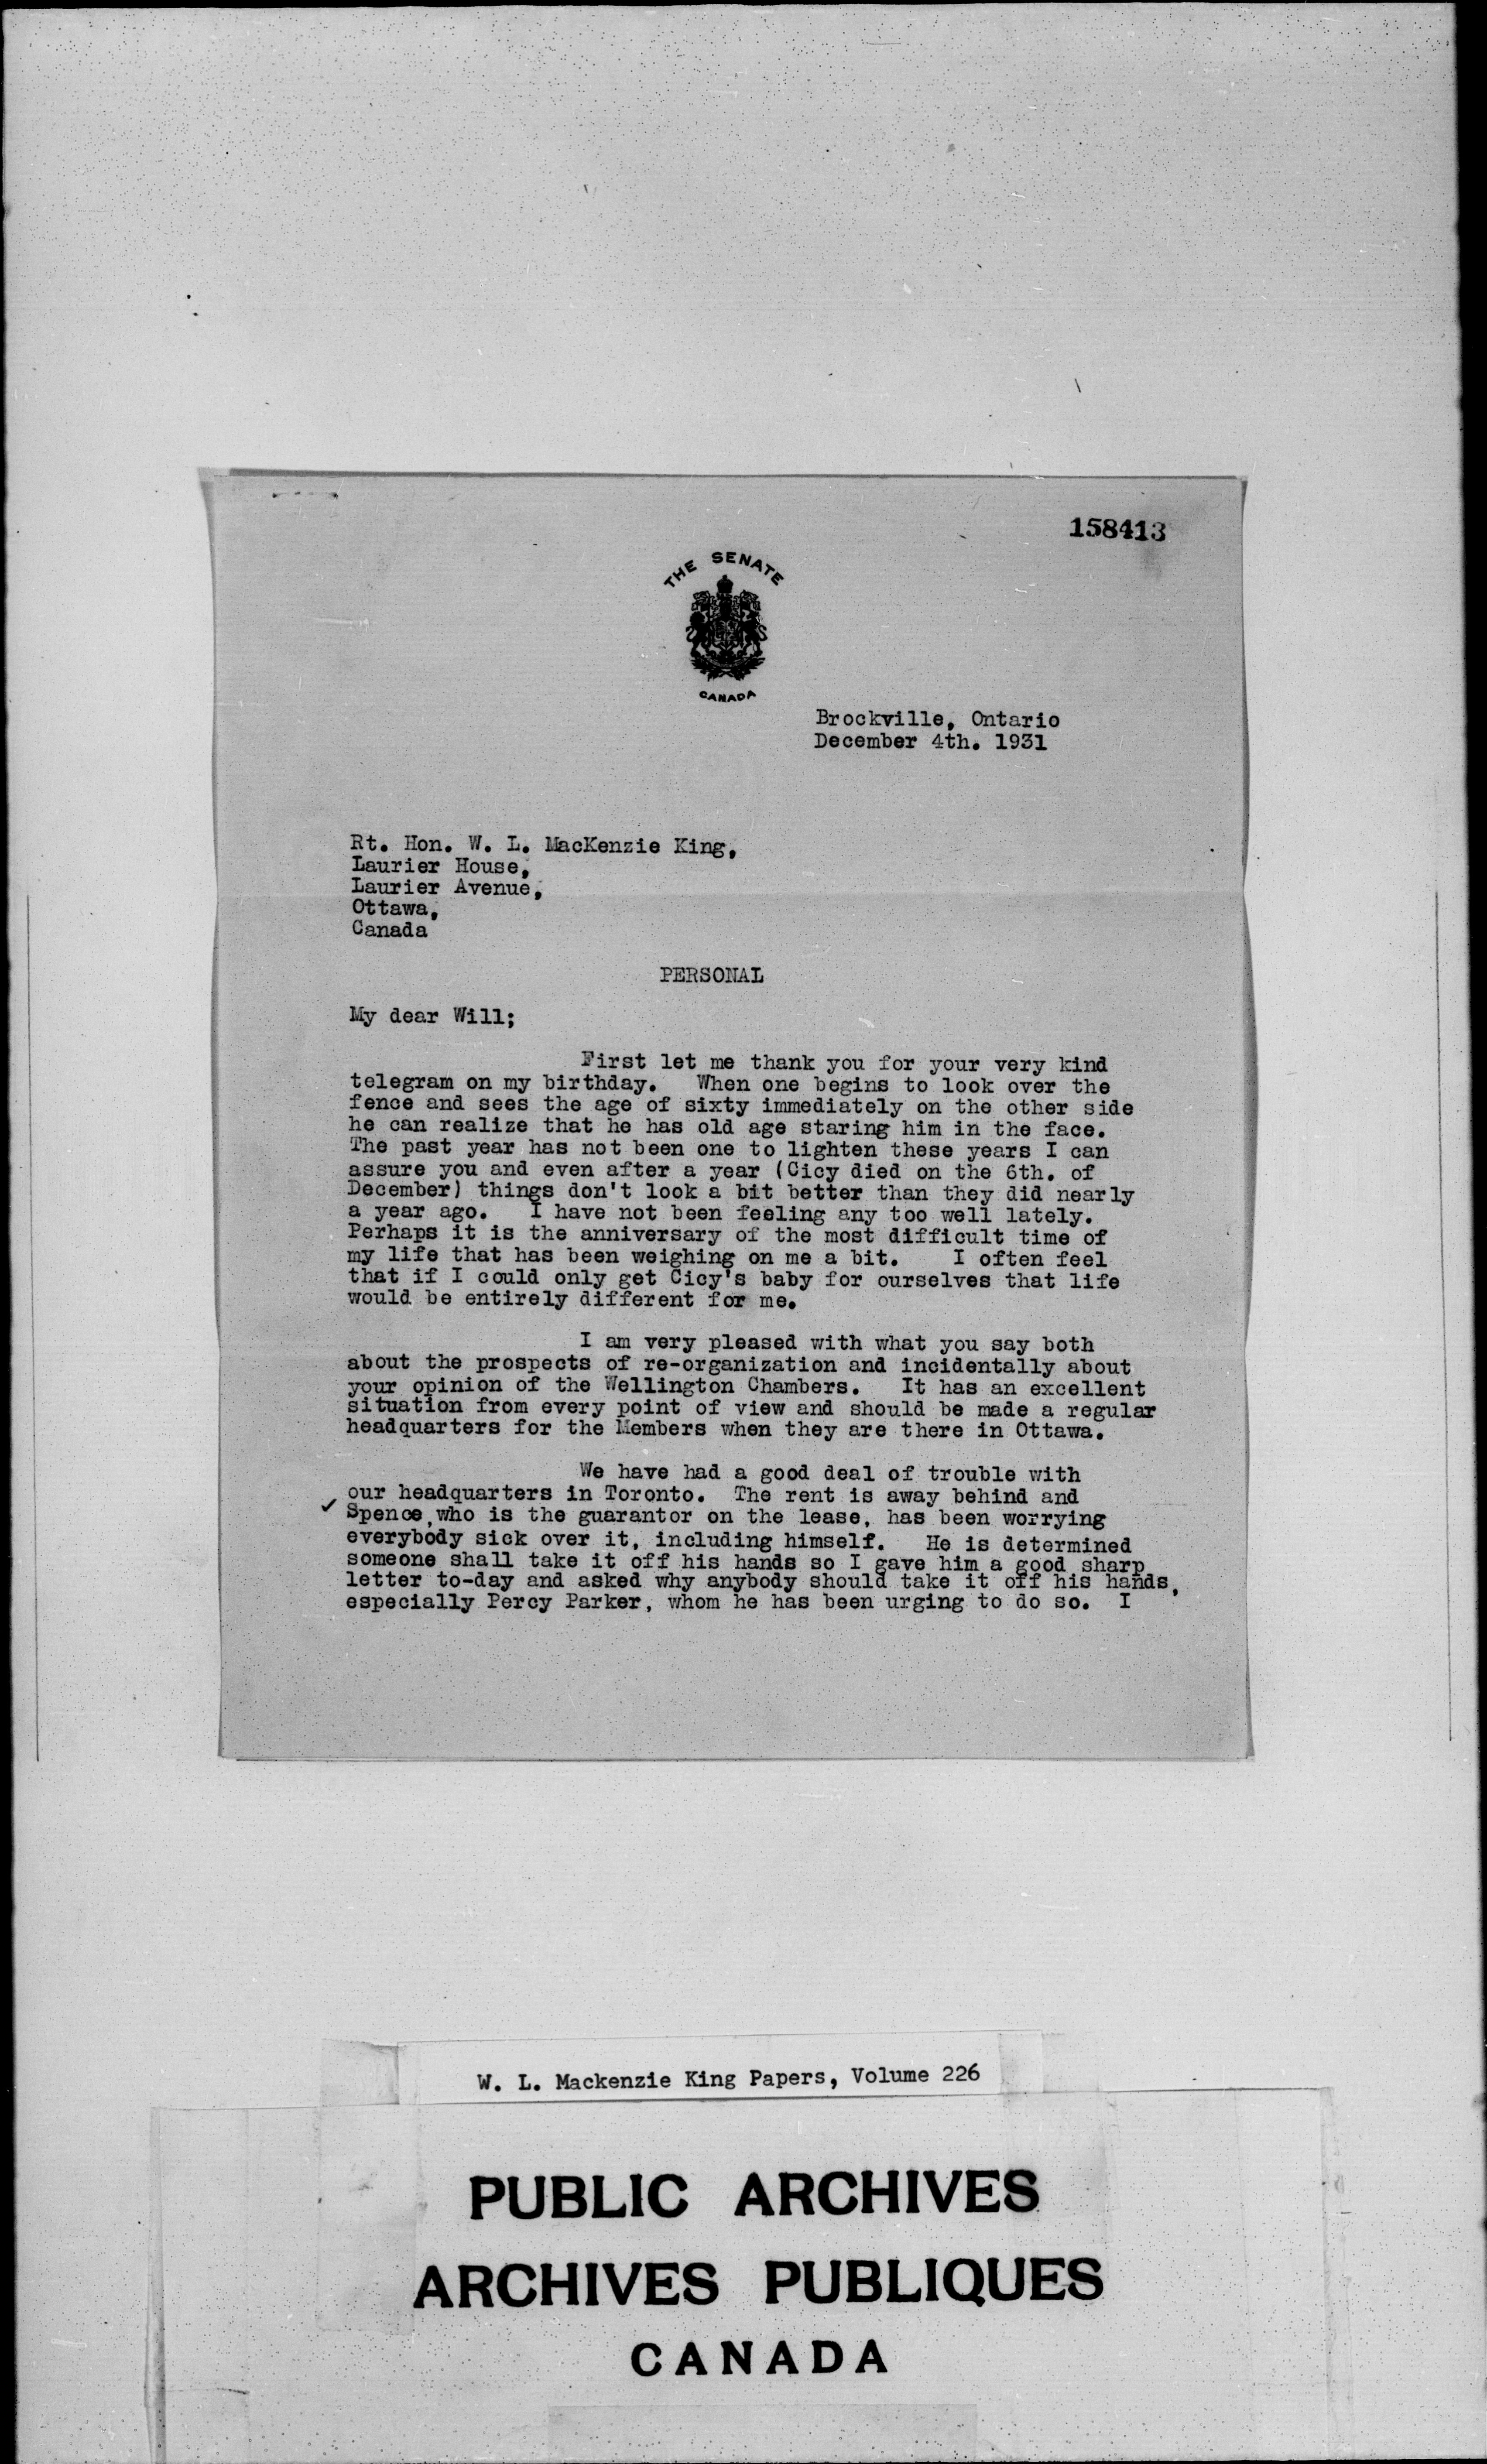 158413
THE SENATE
CANADA
Brockville, Ontario
December 4th. 1931
Rt. Hon. W. L. MacKenzie King,
Laurier House,
Laurier Avenue,
Ottawa,
Canada
PERSONAL
My dear Will;
First let me thank you for your very kind
telegram on my birthday. When one begins to look over the
fence and sees the age of sixty immediately on the other side
he can realize that he has old age staring him in the face.
The past year has not been one to lighten these years I can
assure you and even after a year (Cicy died on the 6th. of
December) things don't look a bit better than they did nearly
a year ago. I have not been feeling any too well lately.
Perhaps it is the anniversary of the most difficult time of
my life that has been weighing on me a bit. I often feel
that if I could only get Cicy's baby for ourselves that life
would be entirely different for me.
I am very pleased with what you say both
about the prospects of re-organization and incidentally about
your opinion of the Wellington Chambers. It has an excellent
situation from every point of view and should be made a regular
headquarters for the Members when they are there in Ottawa.
We have had a good deal of trouble with
our headquarters in Toronto. The rent is away behind and
✓ Spence,who is the guarantor on the lease, has been worrying
everybody sick over it, including himself. He is determined
someone shall take it off his hands so I gave him a good sharp
letter to-day and asked why anybody should take it off his hands,
especially Percy Parker, whom he has been urging to do so. I
W. L. Mackenzie King Papers, Volume 226
PUBLIC ARCHIVES
ARCHIVES PUBLIQUES
CANADA